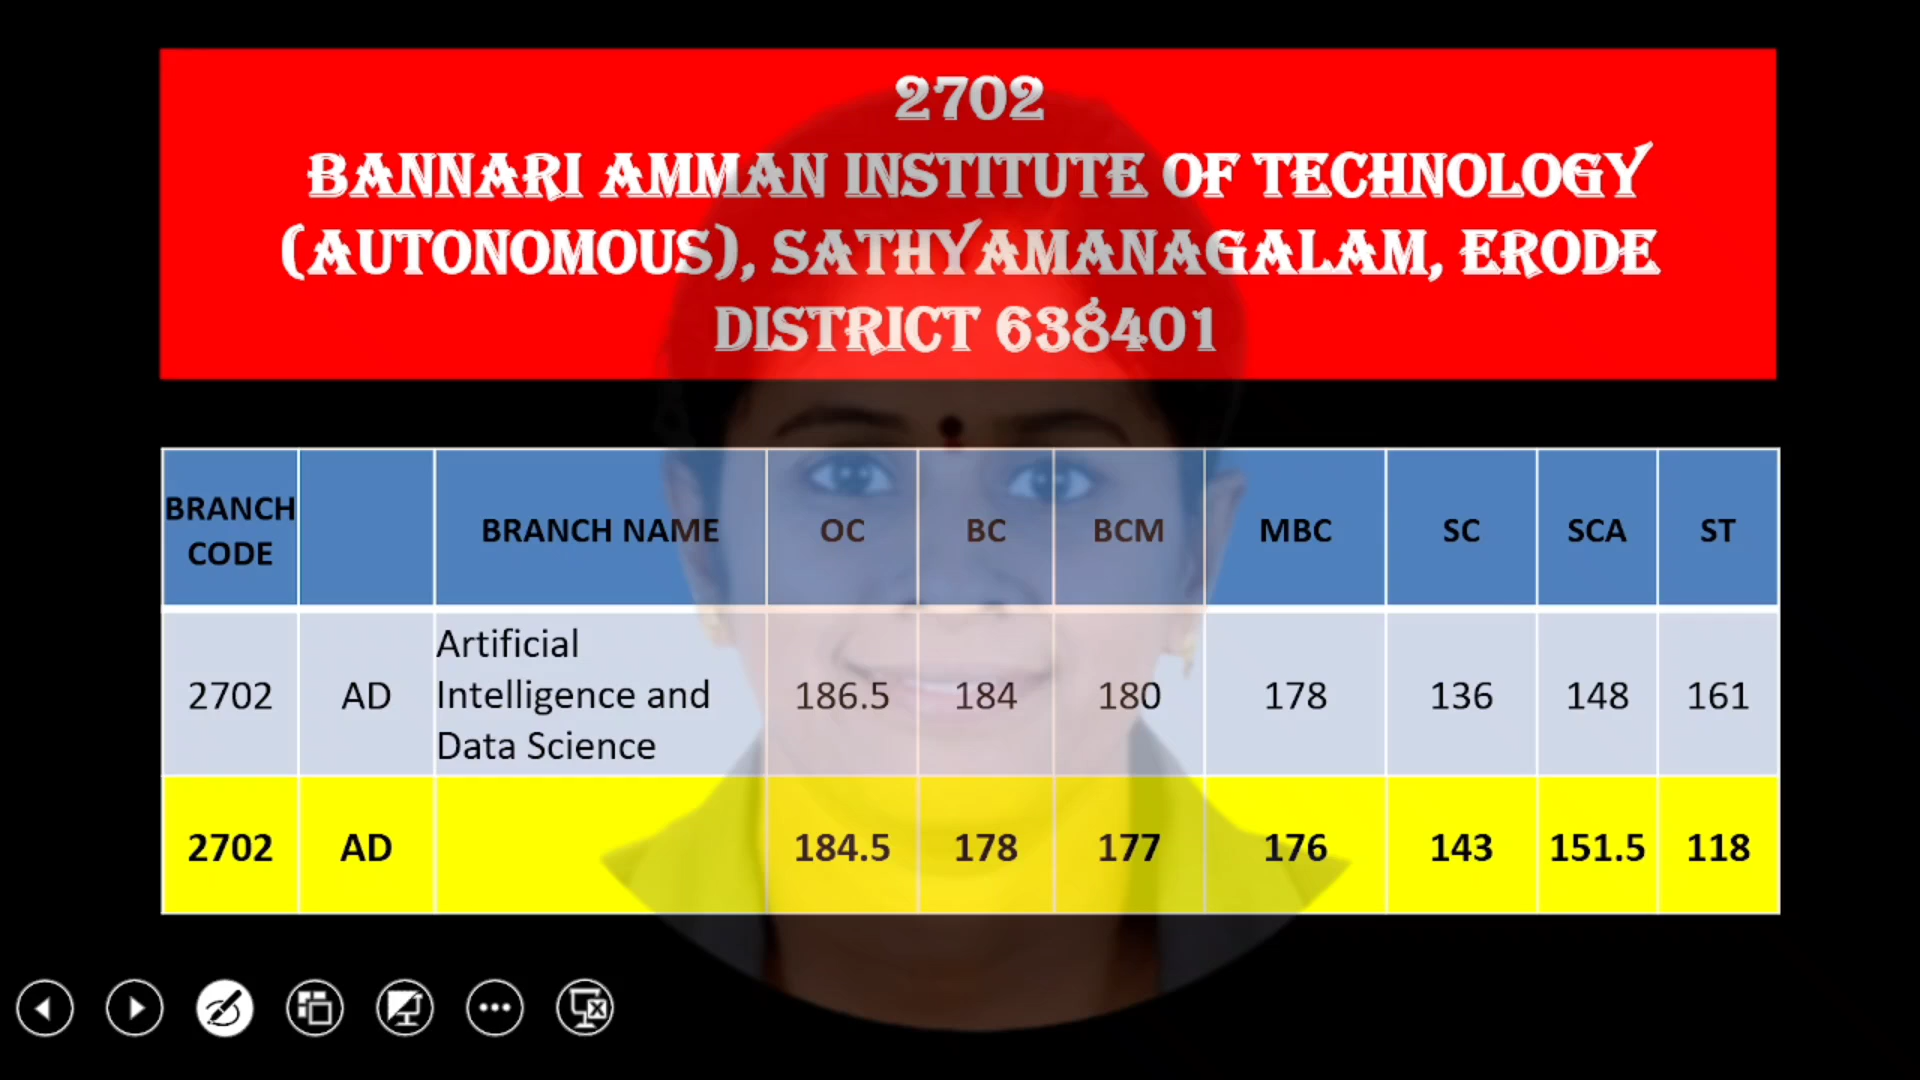 2702
BANNARI AMMAN INSTITUTE OF TECHNOLOGY
(AUTONOMOUS), SATHYAMANAGALAM, ERODE
DISTRICT 638401
BRANCH CODE BRANCH NAME OC BC BCM MBC SC SCA ST
2702 AD Artificial Intelligence and Data Science 186.5 184 180 178 136 148 161
2702 AD 184.5 178 177 176 143 151.5 118